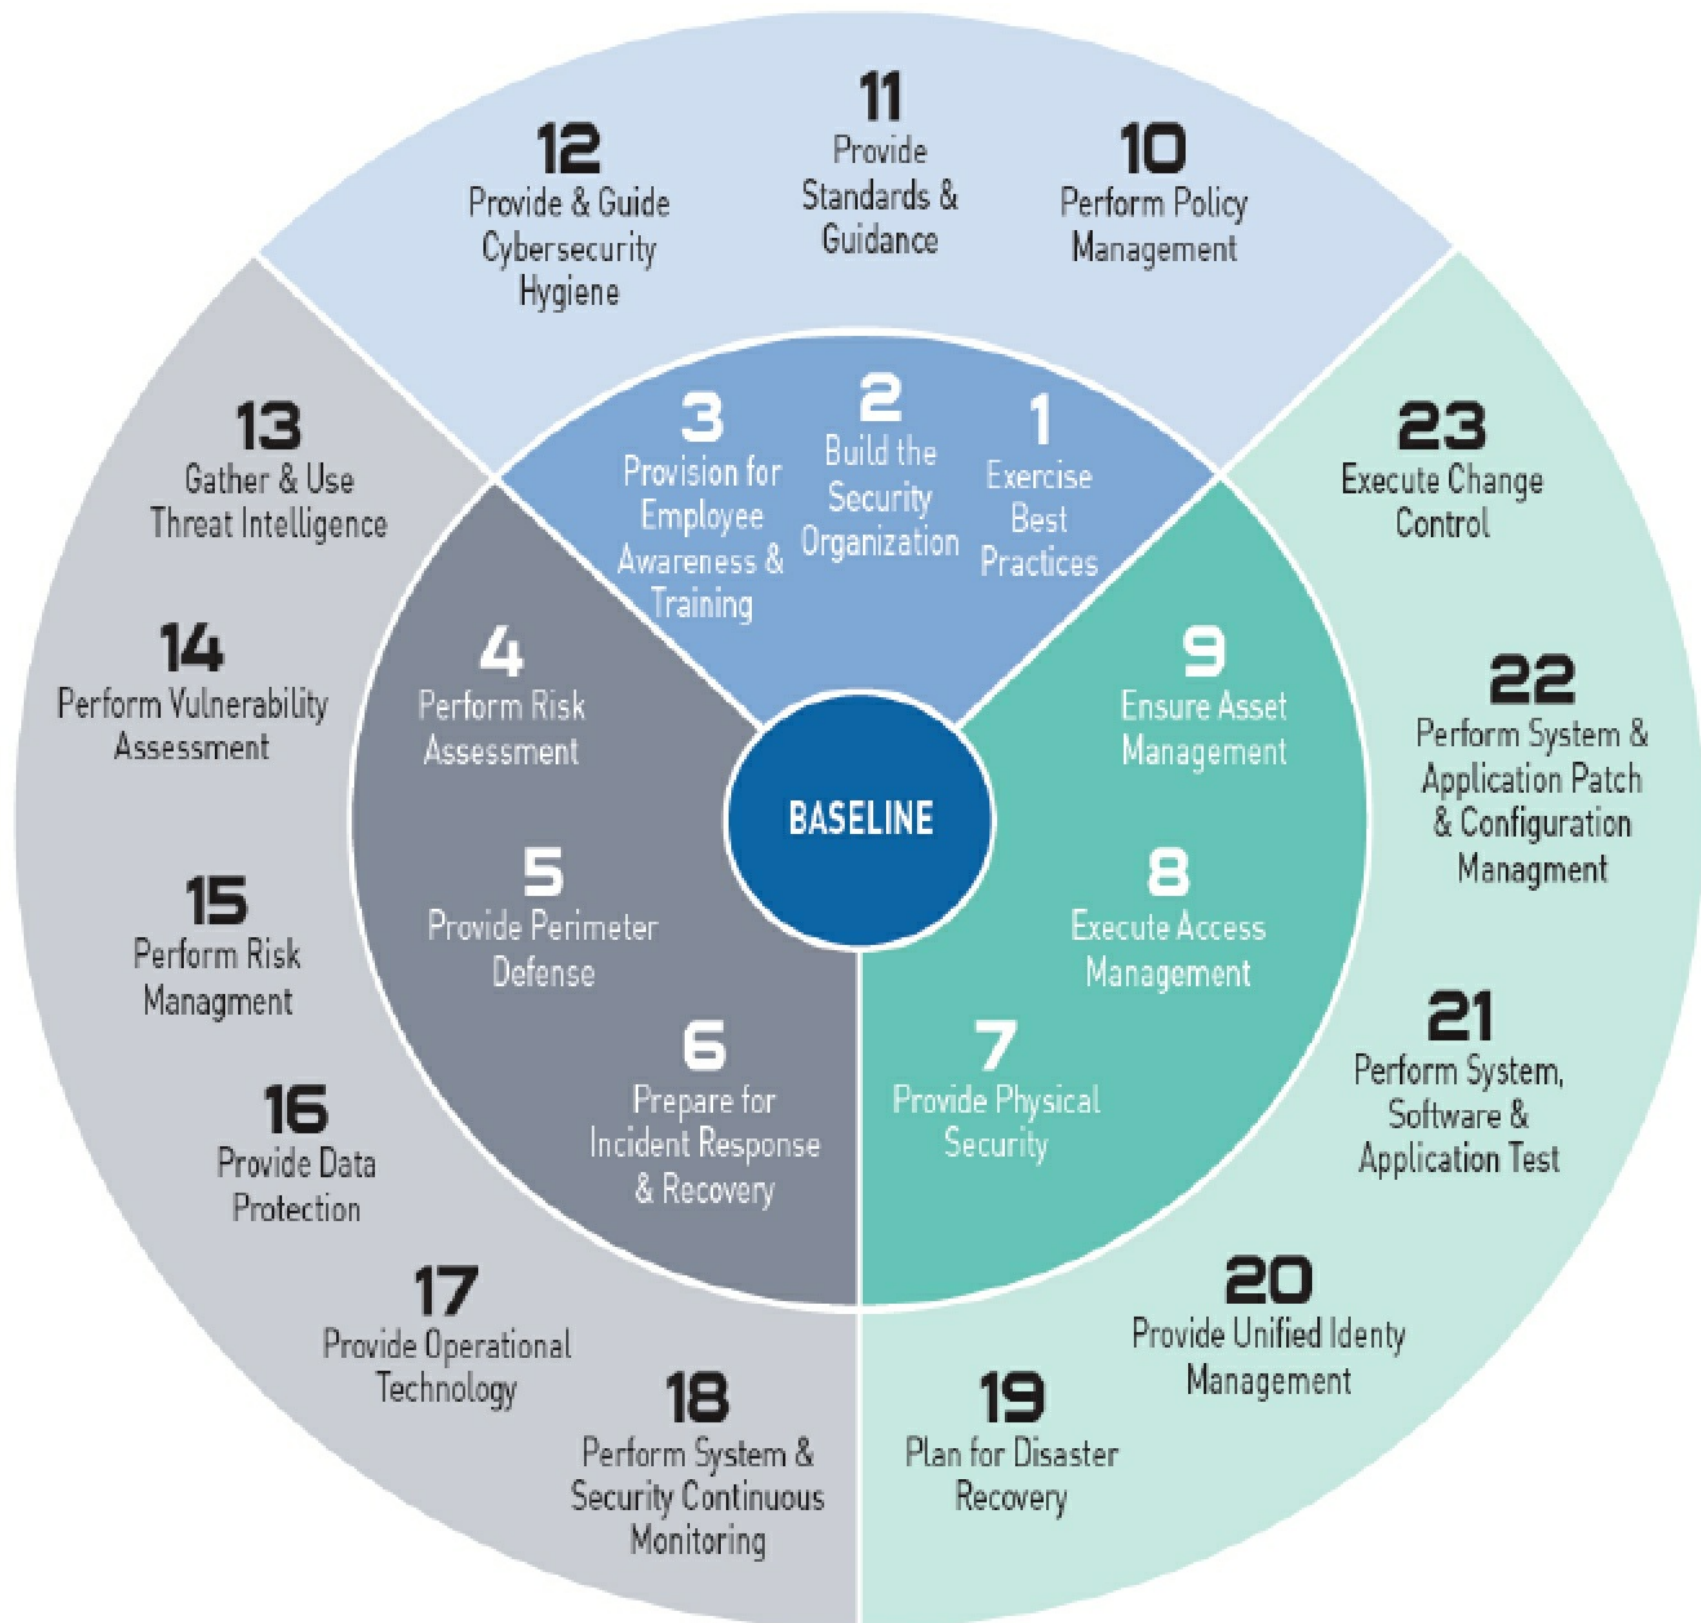 11
Provide
Standards &
Guidance
12
Provide & Guide
Cybersecurity
Hygiene
10
Perform Policy
Management
3
Provision for
Employee
Awareness &
Training
2
Build the
Security
Organization
1
Exercise
Best
Practices
13
Gather & Use
Threat Intelligence
23
Execute Change
Control
14
Perform Vulnerability
Assessment
4
Perform Risk
Assessment
9
Ensure Asset
Management
22
Perform System &
Application Patch
& Configuration
Managment
BASELINE
15
Perform Risk
Managment
5
Provide Perimeter
Defense
8
Execute Access
Management
21
Perform System,
Software &
Application Test
6
Prepare for
Incident Response
& Recovery
7
Provide Physical
Security
16
Provide Data
Protection
17
Provide Operational
Technology
20
Provide Unified Identy
Management
18
Perform System &
Security Continuous
Monitoring
19
Plan for Disaster
Recovery